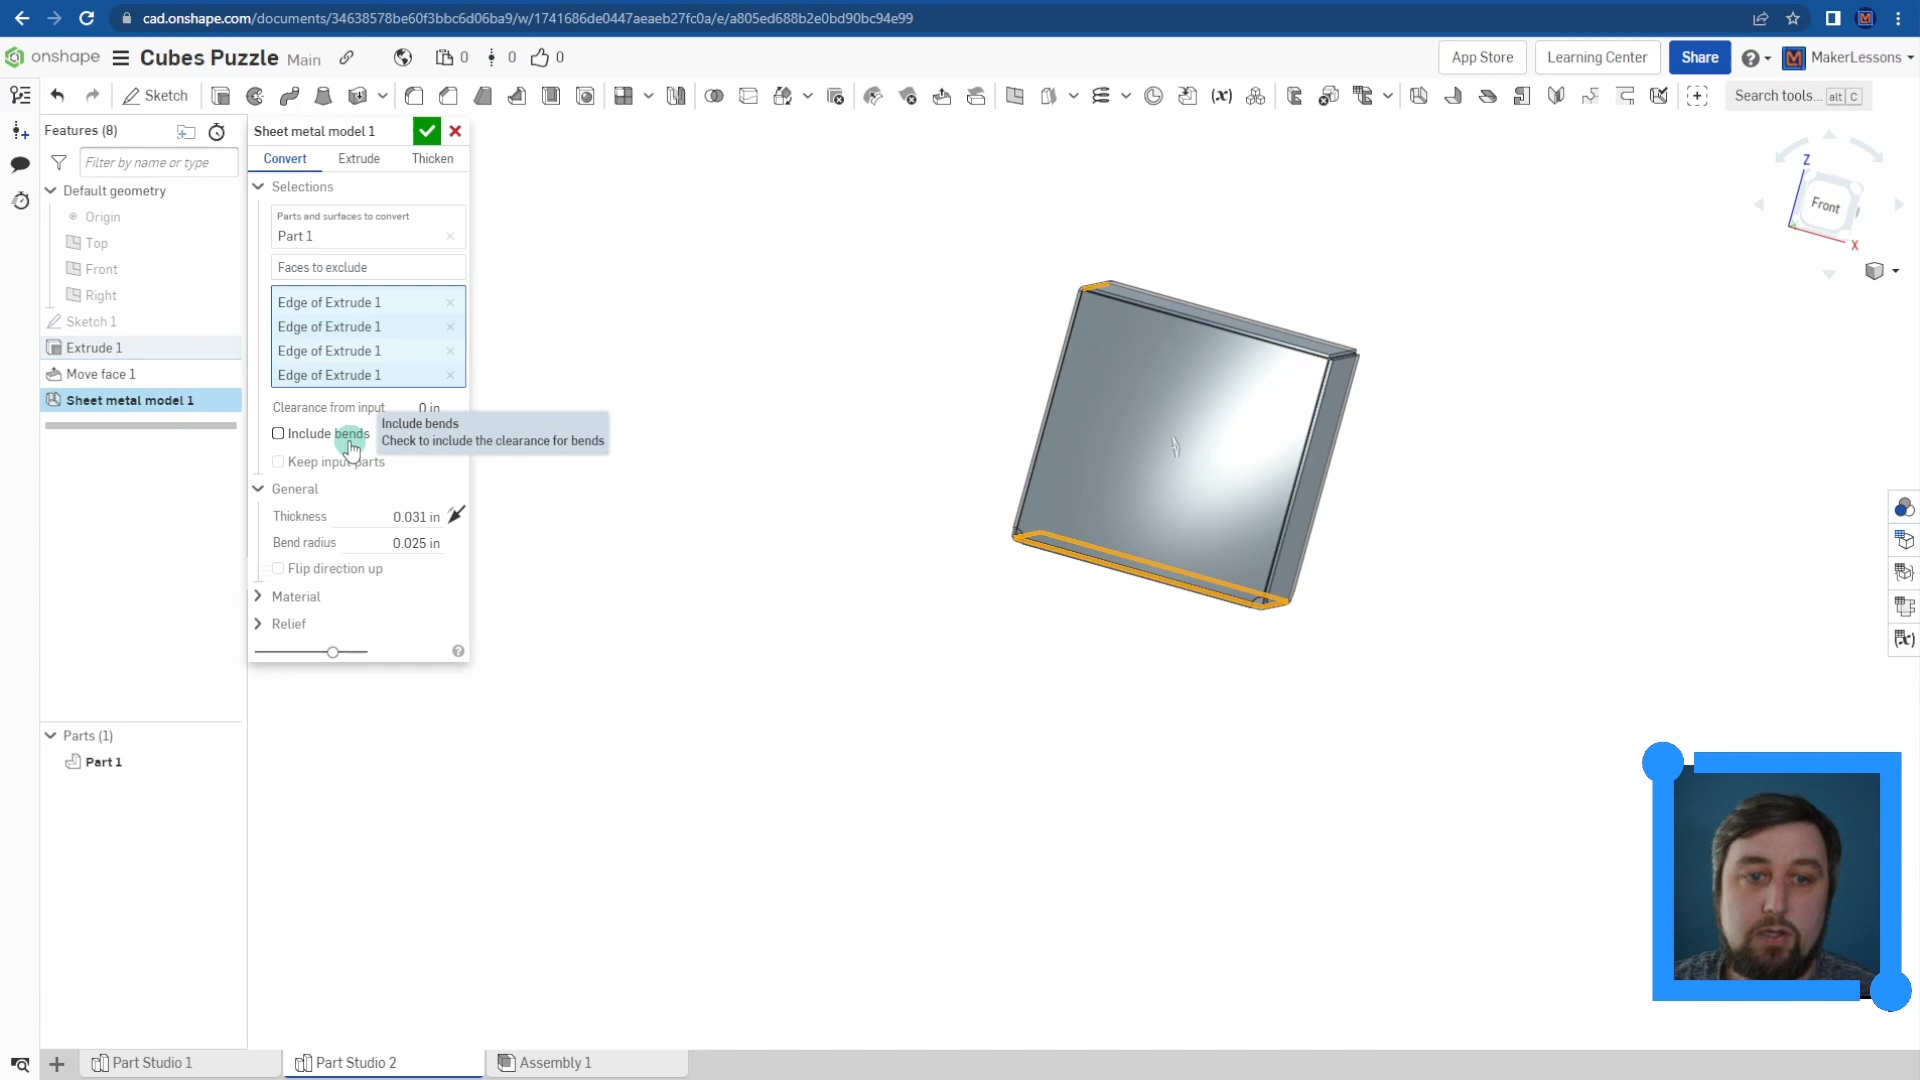 cad.onshape.com/documents/34638578be60f3bbc6d06ba9/w/1741686de0447aeaeb27fc0a/e/a805ed688b2e0bd90bc94e99
onshape Cubes Puzzle Main 0 0 0 App Store Learning Center Share MakerLessons
Sketch Search tools... alt C
Features (8)
Filter by name or type
Default geometry
Origin
Top
Front
Right
Sketch 1
Extrude 1
Move face 1
Sheet metal model 1
Sheet metal model 1
Convert Extrude Thicken
Selections
Parts and surfaces to convert
Part 1
Faces to exclude
Edge of Extrude 1
Edge of Extrude 1
Edge of Extrude 1
Edge of Extrude 1
Clearance from input 0 in
Include bends
Include bends
Check to include the clearance for bends
Keep input parts
General
Thickness 0.031 in
Bend radius 0.025 in
Flip direction up
Material
Relief
Z
Front
X
Parts (1)
Part 1
Part Studio 1 Part Studio 2 Assembly 1